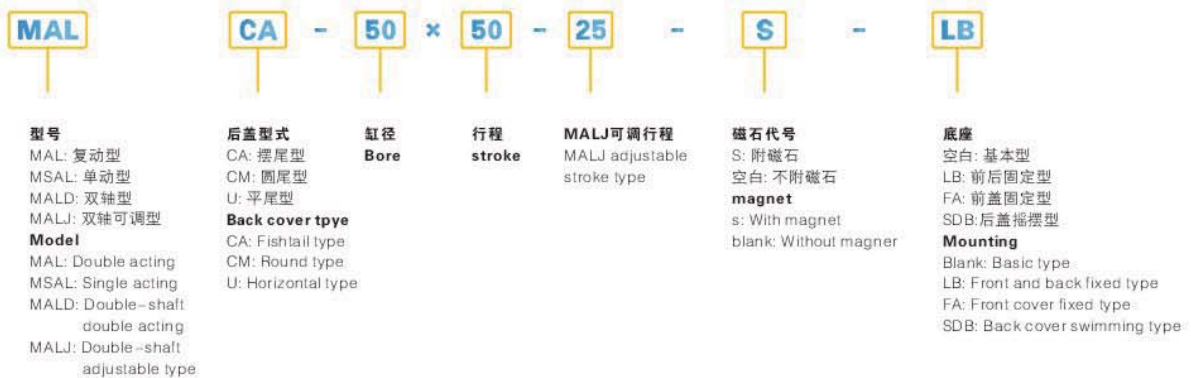 MAL CA - 50 × 50 - 25 - S - LB
型号
MAL: 复动型
MSAL: 单动型
MALD: 双轴型
MALJ: 双轴可调型
Model
MAL: Double acting
MSAL: Single acting
MALD: Double-shaft
double acting
MALJ: Double-shaft
adjustable type
后盖型式
CA: 摆尾型
CM: 圆尾型
U: 平尾型
Back cover tpye
CA: Fishtail type
CM: Round type
U: Horizontal type
缸径
Bore
行程
stroke
MALJ可调行程
MALJ adjustable
stroke type
磁石代号
S: 附磁石
空白: 不附磁石
magnet
s: With magnet
blank: Without magner
底座
空白: 基本型
LB: 前后固定型
FA: 前盖固定型
SDB:后盖摇摆型
Mounting
Blank: Basic type
LB: Front and back fixed type
FA: Front cover fixed type
SDB: Back cover swimming type